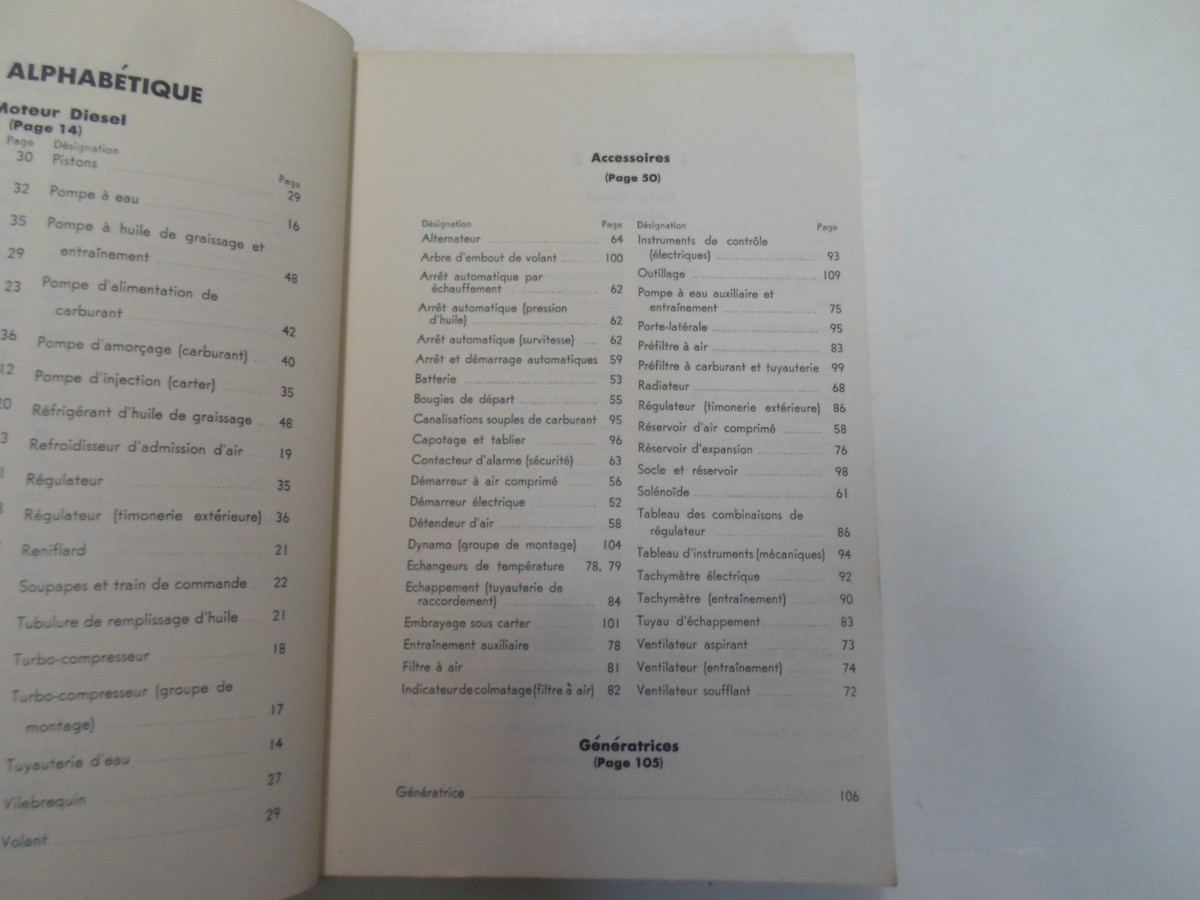 ALPHABÉTIQUE
Moteur Diesel
(Page 14)
Page Désignation Page
30 Pistons 29
32 Pompe à eau 16
35 Pompe à huile de graissage et
29 entraînement 48
23 Pompe d'alimentation de
carburant 42
36 Pompe d'amorçage (carburant) 40
12 Pompe d'injection (carter) 35
20 Réfrigérant d'huile de graissage 48
3 Refroidisseur d'admission d'air 19
Régulateur 35
Régulateur (timonerie extérieure) 36
Reniflard 21
Soupapes et train de commande 22
Tubulure de remplissage d'huile 21
Turbo-compresseur 18
Turbo-compresseur (groupe de
montage) 17
Tuyauterie d'eau 14
Vilebrequin 27
Volant 29
Accessoires
(Page 50)
Désignation Page
Alternateur 64
Arbre d'embout de volant 100
Arrêt automatique par
échauffement 62
Arrêt automatique (pression
d'huile) 62
Arrêt automatique (survitesse) 62
Arrêt et démarrage automatiques 59
Batterie 53
Bougies de départ 55
Canalisations souples de carburant 95
Capotage et tablier 96
Contacteur d'alarme (sécurité) 63
Démarreur à air comprimé 56
Démarreur électrique 52
Détendeur d'air 58
Dynamo (groupe de montage) 104
Echangeurs de température 78, 79
Echappement (tuyauterie de
raccordement) 84
Embrayage sous carter 101
Entraînement auxiliaire 78
Filtre à air 81
Indicateur de colmatage (filtre à air) 82
Désignation Page
Instruments de contrôle
(électriques) 93
Outillage 109
Pompe à eau auxiliaire et
entraînement 75
Porte-latérale 95
Préfiltre à air 83
Préfiltre à carburant et tuyauterie 99
Radiateur 68
Régulateur (timonerie extérieure) 86
Réservoir d'air comprimé 58
Réservoir d'expansion 76
Socle et réservoir 98
Solénoïde 61
Tableau des combinaisons de
régulateur 86
Tableau d'instruments (mécaniques) 94
Tachymètre électrique 92
Tachymètre (entraînement) 90
Tuyau d'échappement 83
Ventilateur aspirant 73
Ventilateur (entraînement) 74
Ventilateur soufflant 72
Génératrices
(Page 105)
Génératrice 106